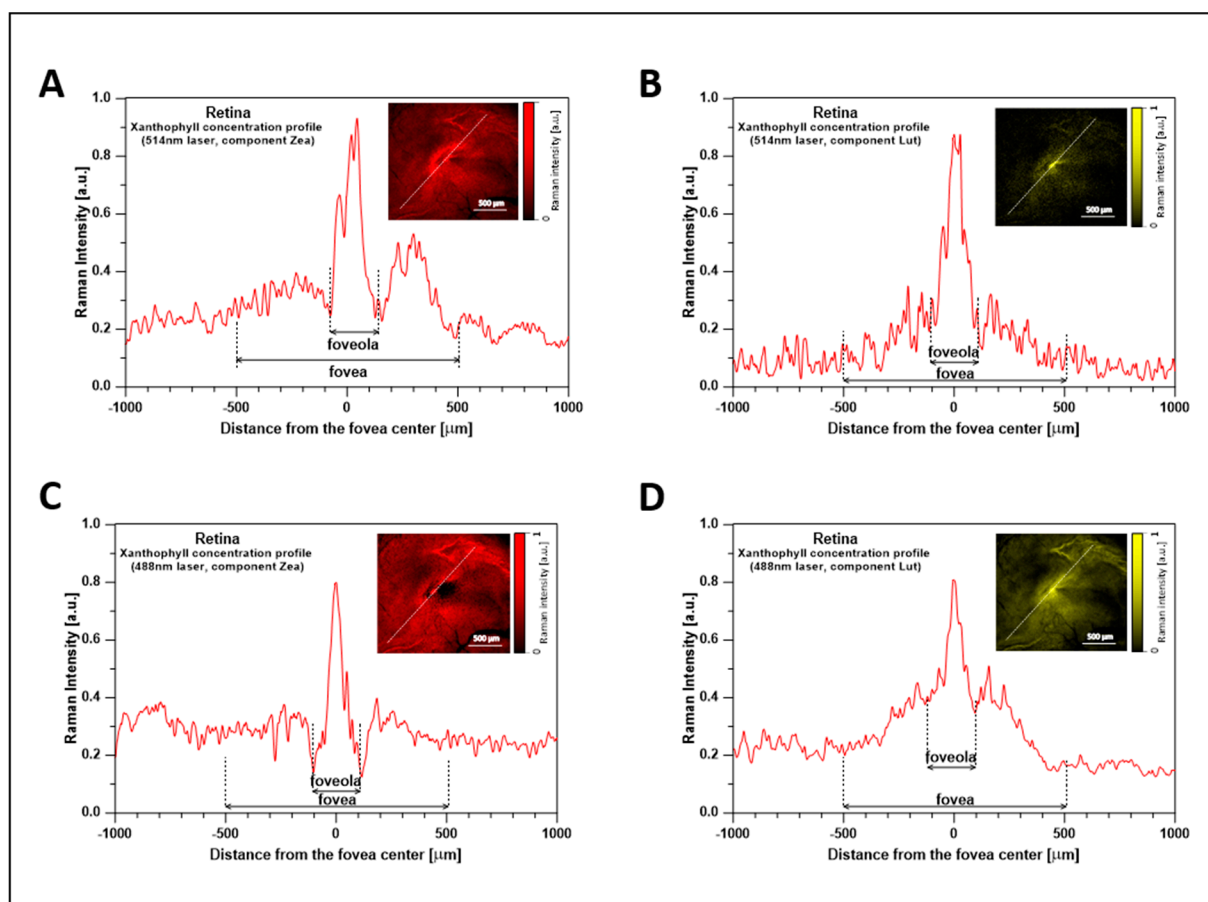 A
Retina
Xanthophyll concentration profile
(514nm laser, component Zea)
Raman Intensity [a.u.]
1.0
0.8
0.6
0.4
0.2
0.0
500 µm
1
0
Raman intensity [a.u.]
foveola
fovea
-1000 -500 0 500 1000
Distance from the fovea center [µm]
B
Retina
Xanthophyll concentration profile
(514nm laser, component Lut)
Raman Intensity [a.u.]
1.0
0.8
0.6
0.4
0.2
0.0
500 µm
1
0
Raman intensity [a.u.]
foveola
fovea
-1000 -500 0 500 1000
Distance from the fovea center [µm]
C
Retina
Xanthophyll concentration profile
(488nm laser, component Zea)
Raman Intensity [a.u.]
1.0
0.8
0.6
0.4
0.2
0.0
500 µm
1
0
Raman intensity [a.u.]
foveola
fovea
-1000 -500 0 500 1000
Distance from the fovea center [µm]
D
Retina
Xanthophyll concentration profile
(488nm laser, component Lut)
Raman Intensity [a.u.]
1.0
0.8
0.6
0.4
0.2
0.0
500 µm
1
0
Raman intensity [a.u.]
foveola
fovea
-1000 -500 0 500 1000
Distance from the fovea center [µm]